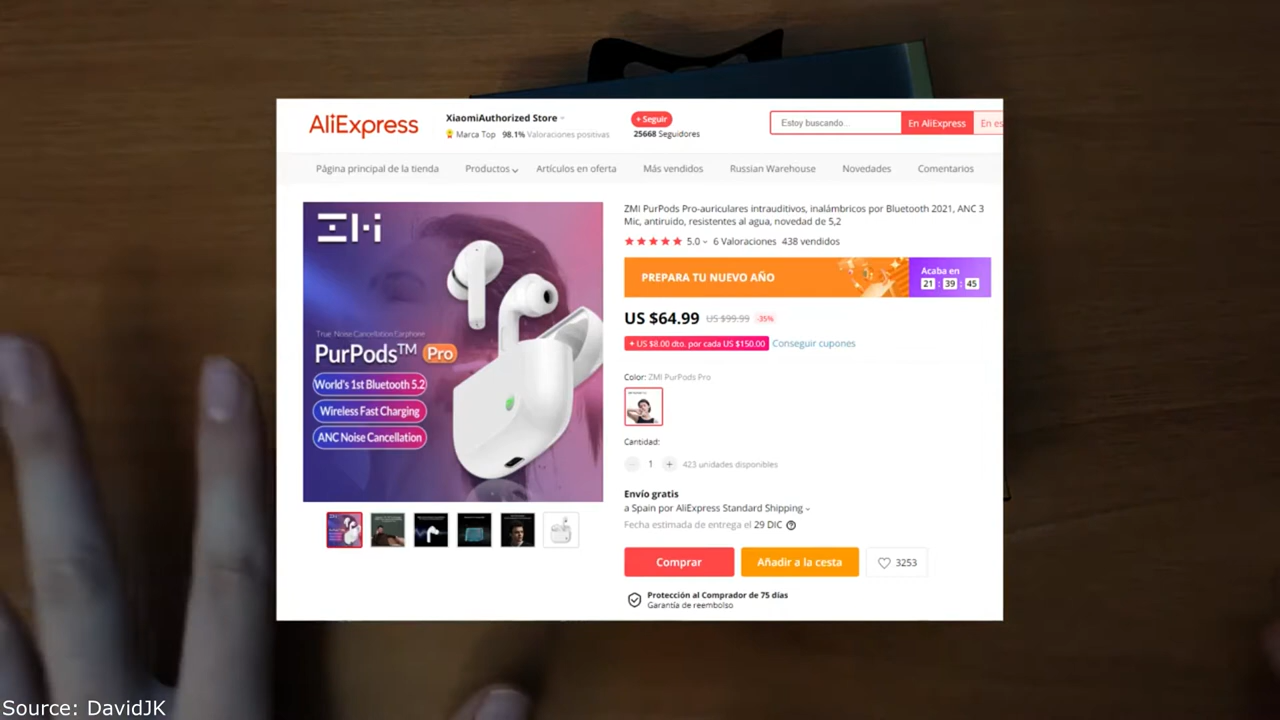 AliExpress
XiaomiAuthorized Store
+ Seguir
Marca Top 98.1% Valoraciones positivas
25668 Seguidores
Estoy buscando...
En AliExpress
En es
Página principal de la tienda
Productos
Artículos en oferta
Más vendidos
Russian Warehouse
Novedades
Comentarios
ZMI
True Noise Cancellation Earphone
PurPods™ Pro
World's 1st Bluetooth 5.2
Wireless Fast Charging
ANC Noise Cancellation
ZMI PurPods Pro-auriculares intrauditivos, inalámbricos por Bluetooth 2021, ANC 3
Mic, antiruido, resistentes al agua, novedad de 5,2
5.0 6 Valoraciones 438 vendidos
PREPARA TU NUEVO AÑO
Acaba en
21 : 39 : 45
US $64.99 US $99.99 -35%
+ US $8.00 dto. por cada US $150.00 Conseguir cupones
Color: ZMI PurPods Pro
Cantidad:
− 1 + 423 unidades disponibles
Envío gratis
a Spain por AliExpress Standard Shipping
Fecha estimada de entrega el 29 DIC
Comprar
Añadir a la cesta
3253
Protección al Comprador de 75 días
Garantía de reembolso
Source: DavidJK